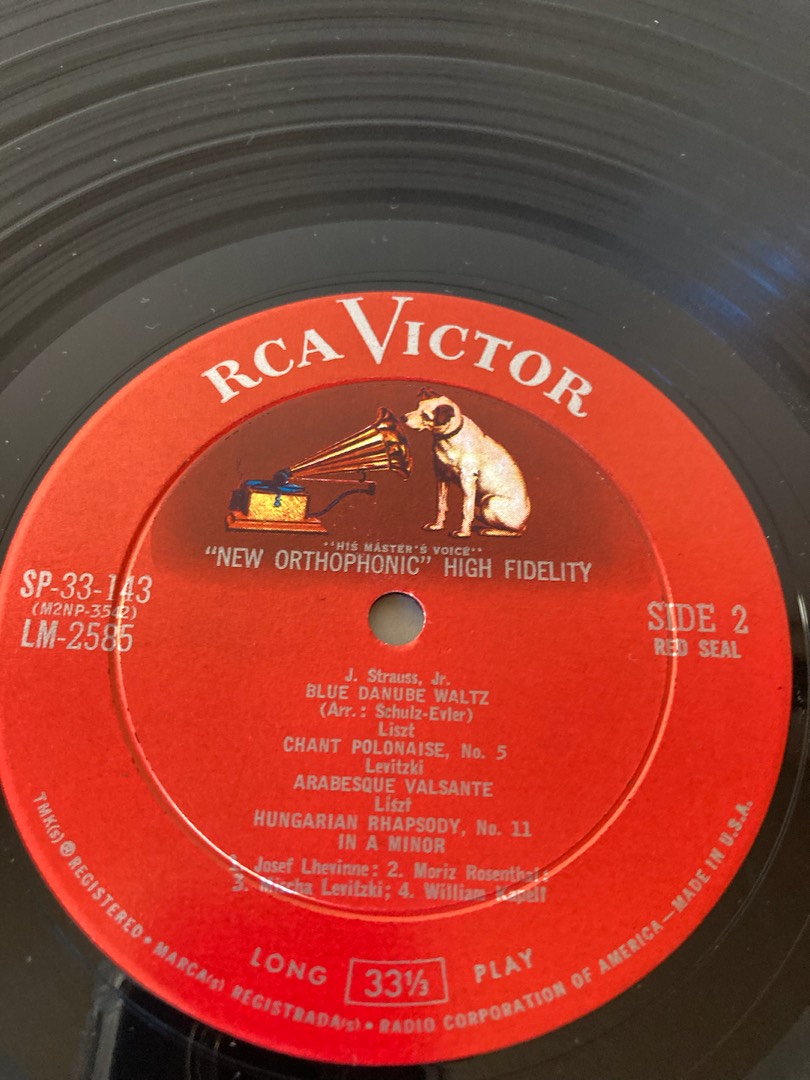 RCA VICTOR
"HIS MASTER'S VOICE"
"NEW ORTHOPHONIC" HIGH FIDELITY
SP-33-143
(M2NP-3542)
LM-2585
SIDE 2
RED SEAL
J. Strauss, Jr.
BLUE DANUBE WALTZ
(Arr.: Schulz-Evler)
Liszt
CHANT POLONAISE, No. 5
Levitzki
ARABESQUE VALSANTE
Liszt
HUNGARIAN RHAPSODY, No. 11
IN A MINOR
Josef Lhevinne; 2. Moriz Rosenthal;
3. Mischa Levitzki; 4. William Kapell
LONG 33⅓ PLAY
TMK(s) ® REGISTERED • MARCA(s) REGISTRADA(s) • RADIO CORPORATION OF AMERICA—MADE IN U.S.A.